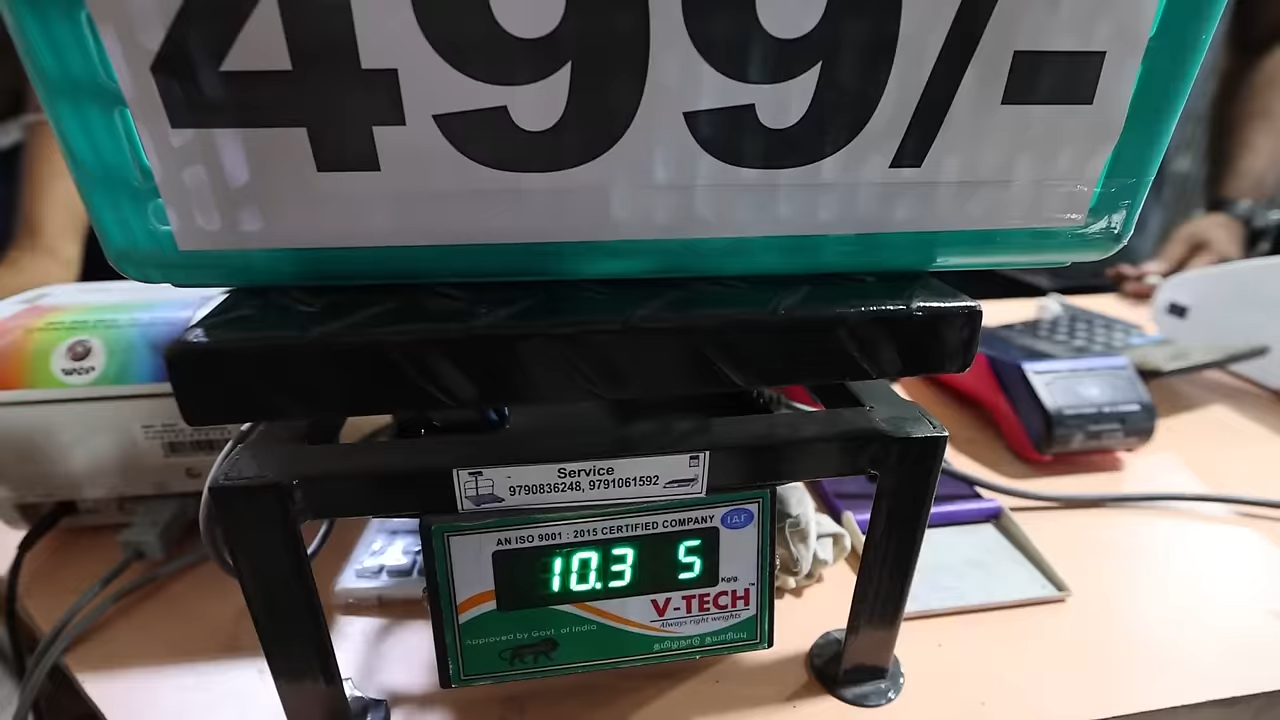 499/-
Service
9790836248, 9791061592
AN ISO 9001 : 2015 CERTIFIED COMPANY
IAF
10.3 5
Kg/g.
V-TECH™
Always right weights
Approved by Govt. of India
தமிழ்நாடு தயாரிப்பு